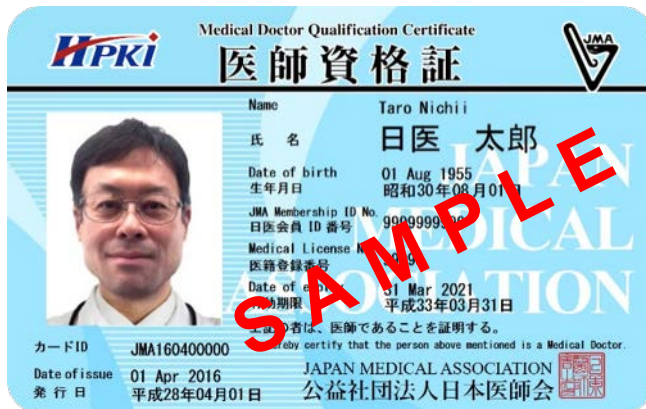 HPKI
Medical Doctor Qualification Certificate
医師資格証
JMA
Name Taro Nichii
氏 名 日医 太郎
Date of birth 01 Aug 1955
生年月日 昭和30年08月01日
JMA Membership ID No.
日医会員 ID 番号
Medical License
医籍登録番号
Date of
期限 31 Mar 2021
平成33年03月31日
の者は、医師であることを証明する。
certify that the person above mentioned is a Medical Doctor.
カードID JMA160400000
Date of issue 01 Apr 2016
発 行 日 平成28年04月01日
JAPAN MEDICAL ASSOCIATION
公益社団法人日本医師会
JAPAN
MEDICAL
ASSOCIATION
SAMPLE